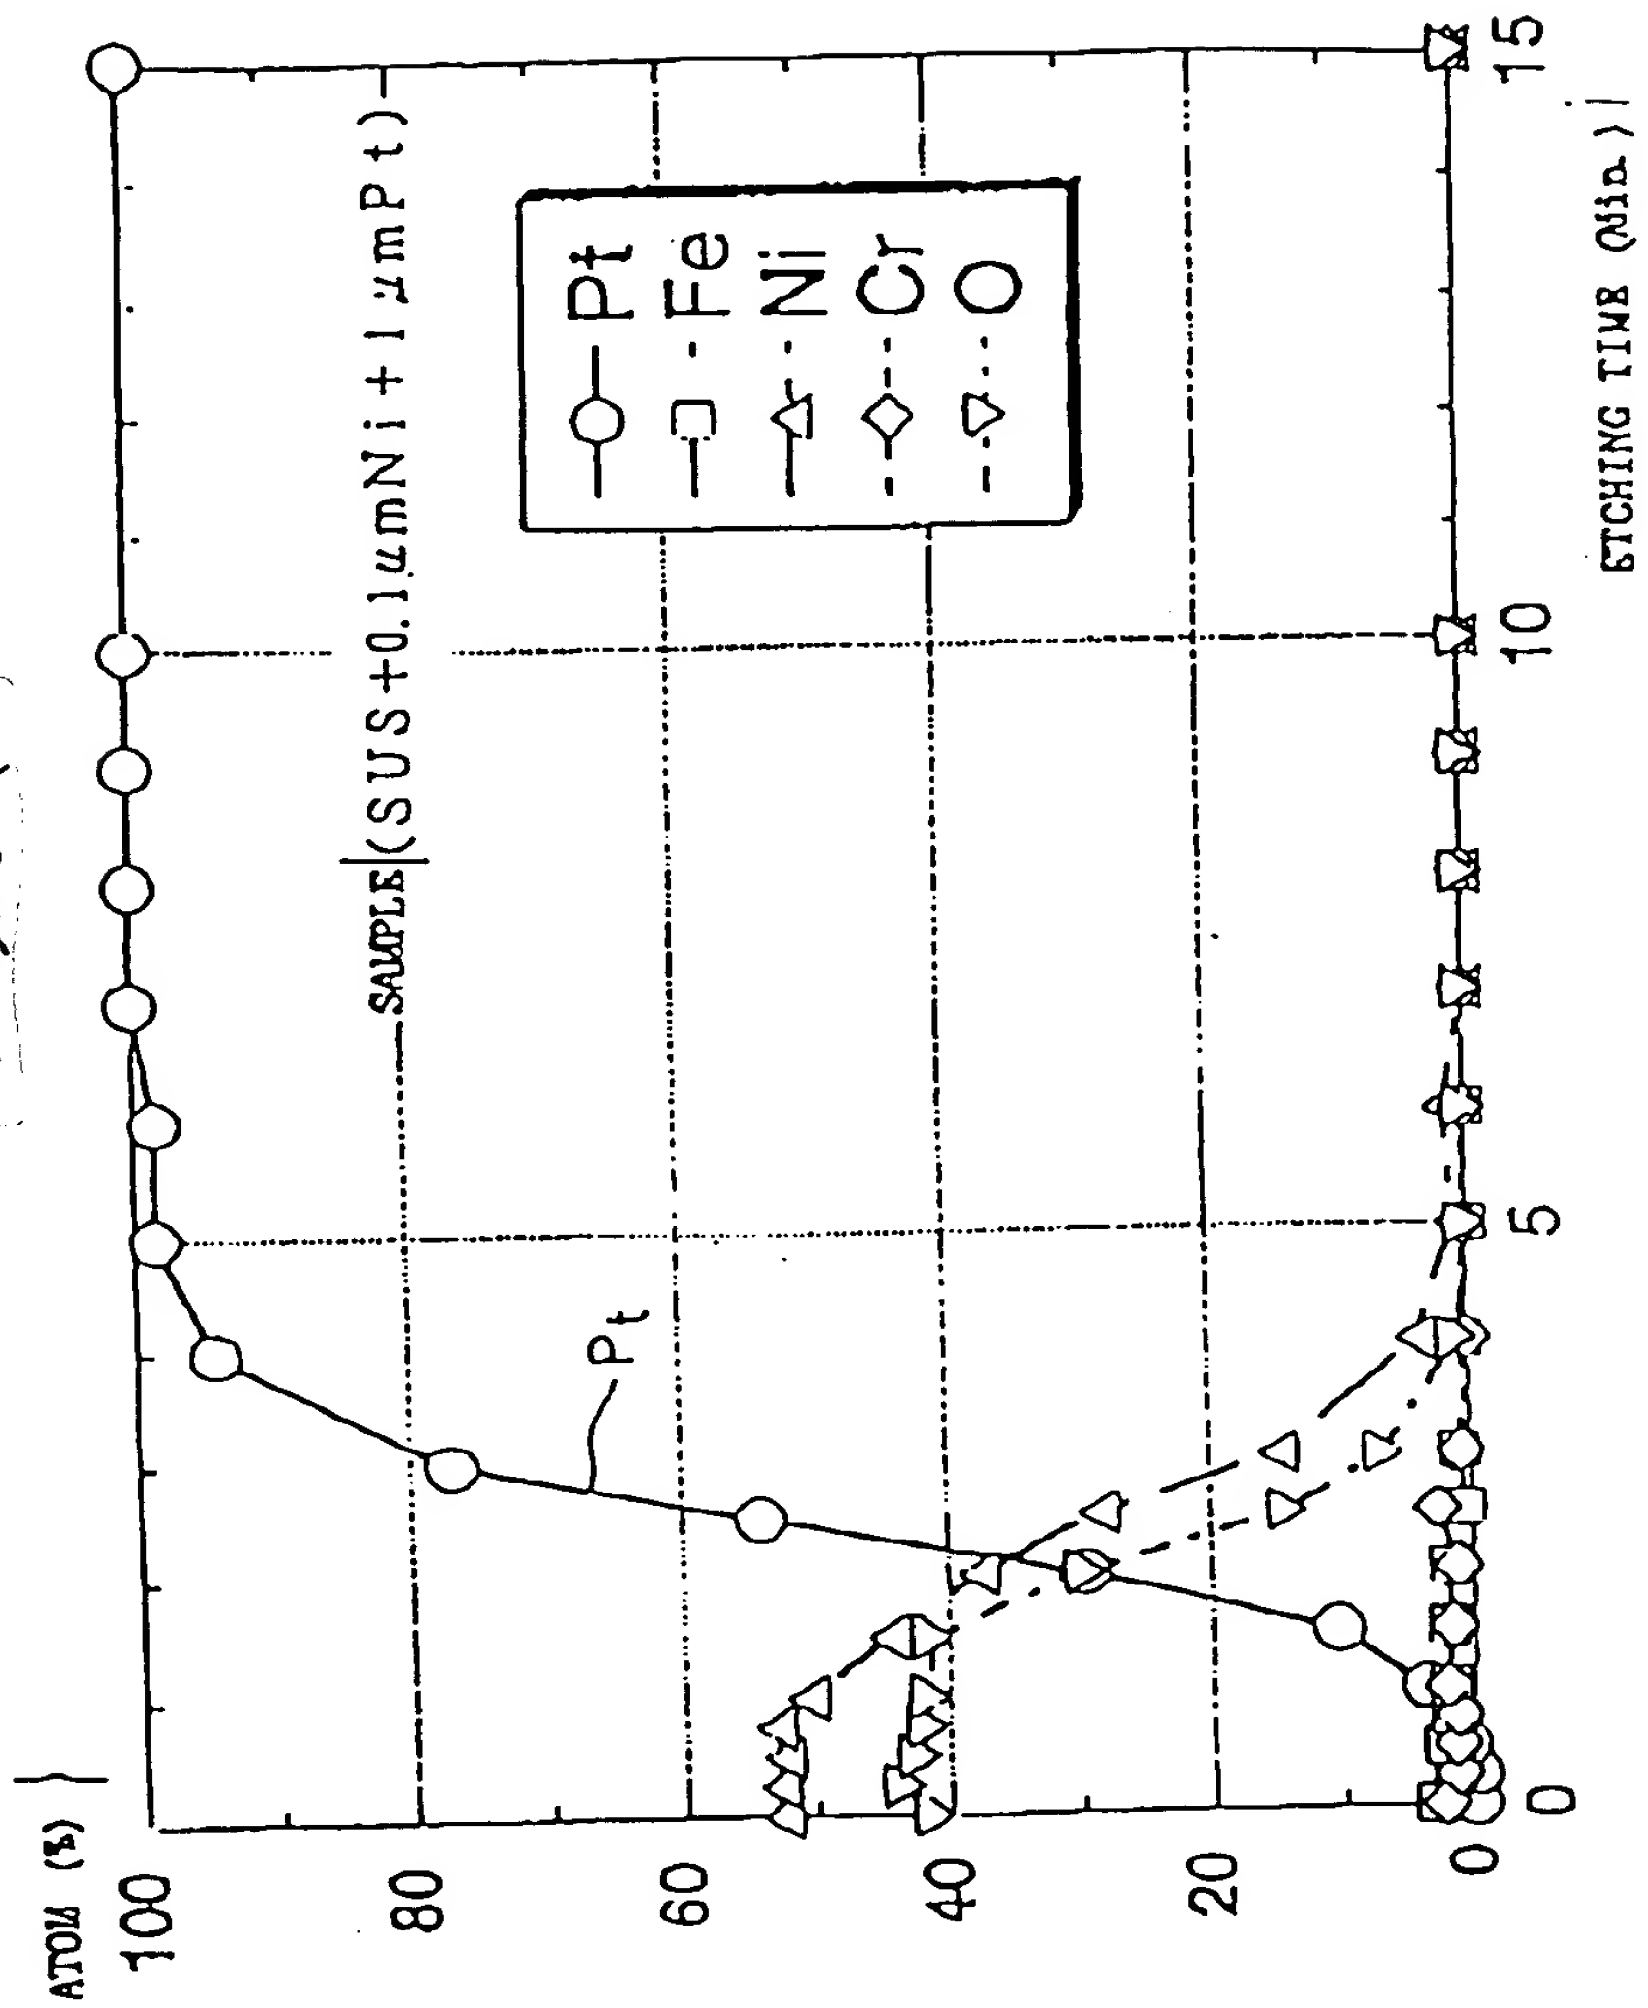 ATOM (%)
100
80
60
40
20
0
SAMPLE (SUS+0.1μmNi+1μmPt)
Pt
Pt
Fe
Ni
Cr
O
0
5
10
15
ETCHING TIME (Min.)